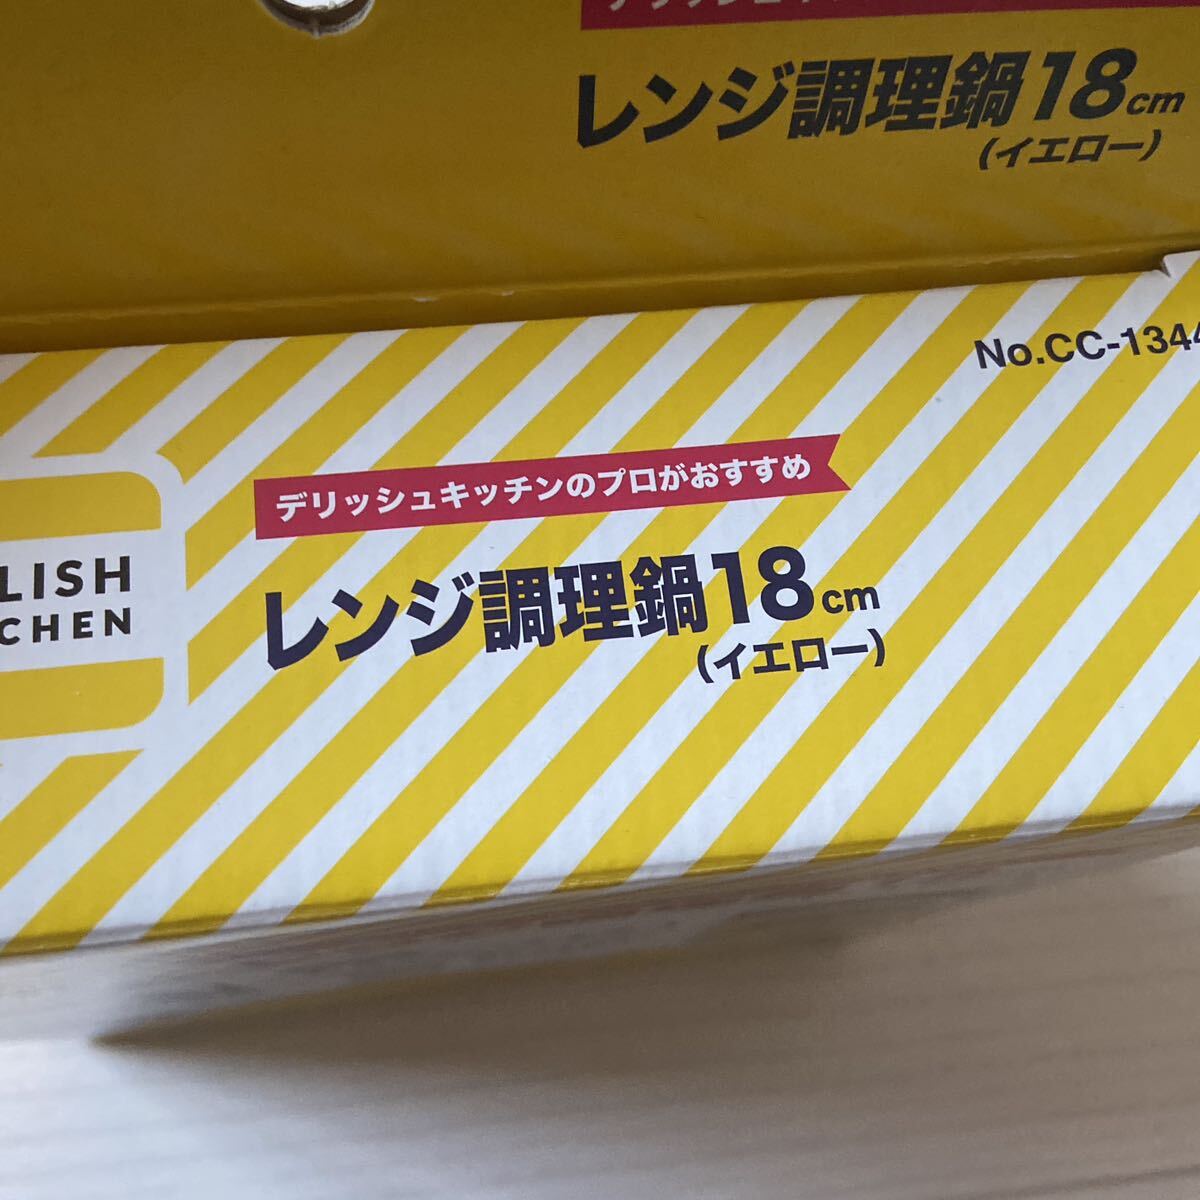 レンジ調理鍋18cm
(イエロー)
No.CC-1344
デリッシュキッチンのプロがおすすめ
LISH
CHEN
レンジ調理鍋18cm
(イエロー)